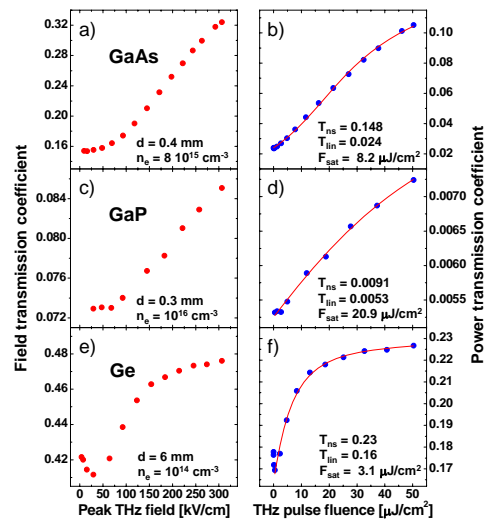 a)
GaAs
0.32
0.28
0.24
0.20
0.16
d = 0.4 mm
n_e = 8 10^15 cm^-3
b)
0.10
0.08
0.06
0.04
0.02
T_ns = 0.148
T_lin = 0.024
F_sat = 8.2 µJ/cm^2
c)
GaP
0.084
0.080
0.076
0.072
d = 0.3 mm
n_e = 10^16 cm^-3
d)
0.0070
0.0065
0.0060
0.0055
T_ns = 0.0091
T_lin = 0.0053
F_sat = 20.9 µJ/cm^2
e)
Ge
0.48
0.46
0.44
0.42
d = 6 mm
n_e = 10^14 cm^-3
f)
0.23
0.22
0.21
0.20
0.19
0.18
0.17
T_ns = 0.23
T_lin = 0.16
F_sat = 3.1 µJ/cm^2
Field transmission coefficient
Power transmission coefficient
0 50 100 150 200 250 300
Peak THz field [kV/cm]
0 10 20 30 40 50
THz pulse fluence [µJ/cm^2]